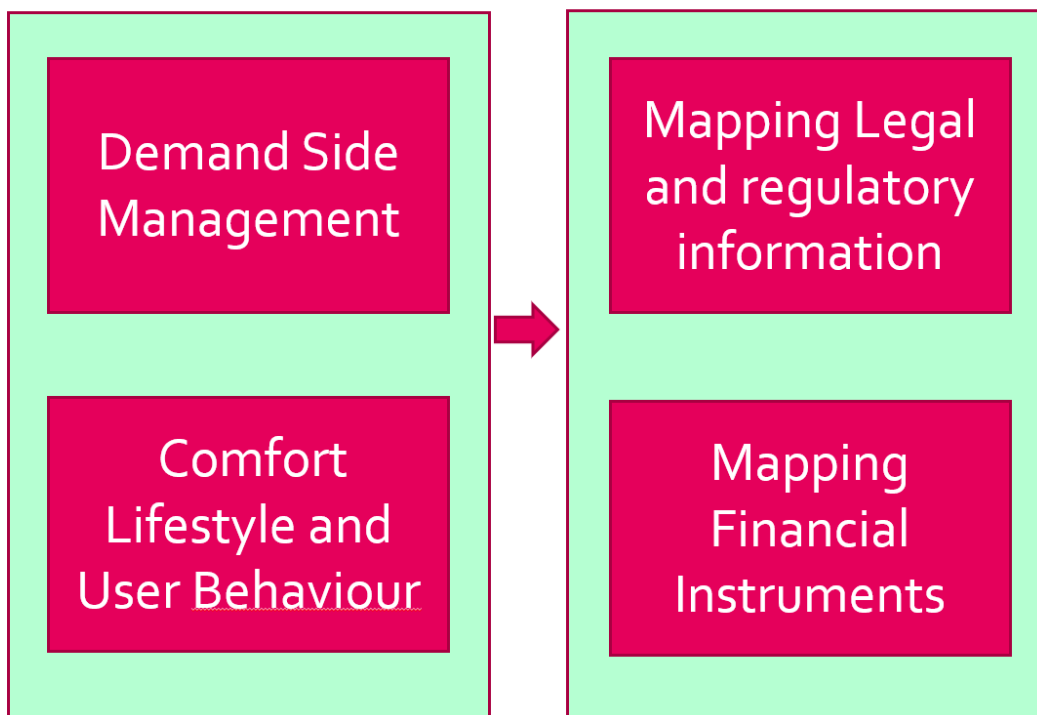 Demand Side
Management
Comfort
Lifestyle and
User Behaviour
Mapping Legal
and regulatory
information
Mapping
Financial
Instruments